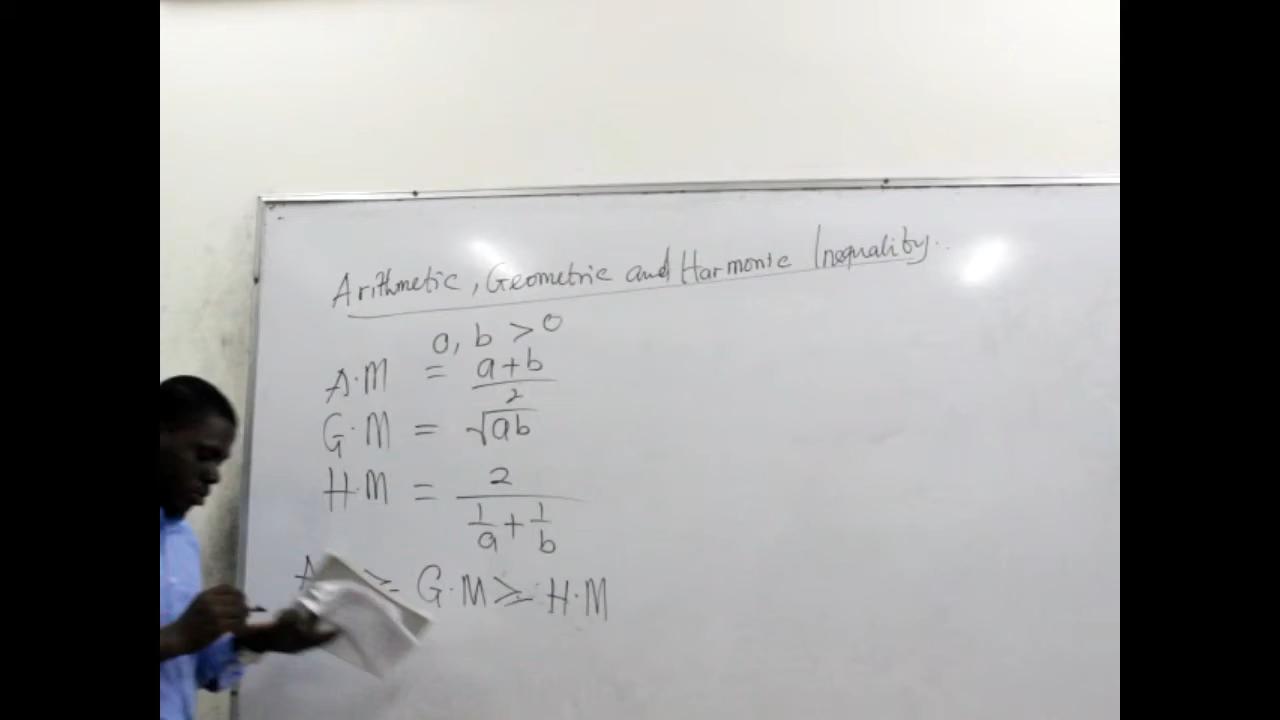 Arithmetic, Geometric and Harmonic Inequality..
a, b > 0
A.M = a+b / 2
G.M = √ab
H.M = 2 / 1/a + 1/b
≥ G.M ≥ H.M